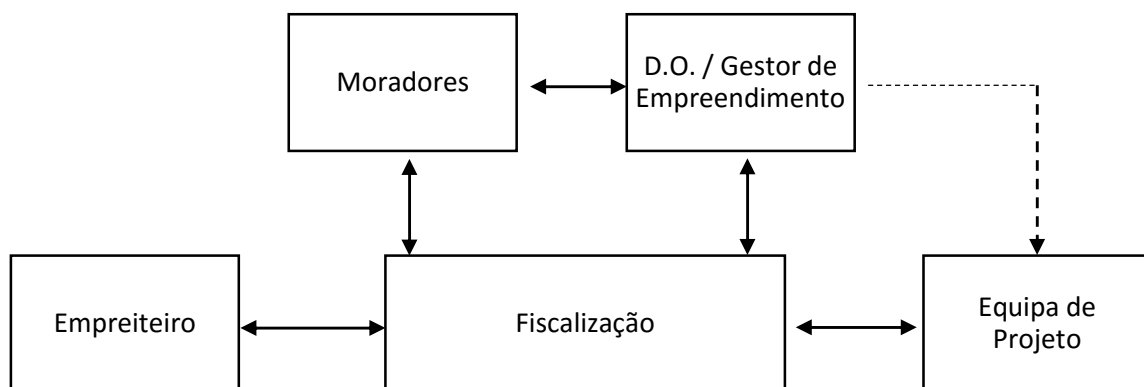 Moradores
D.O. / Gestor de
Empreendimento
Empreiteiro
Fiscalização
Equipa de
Projeto